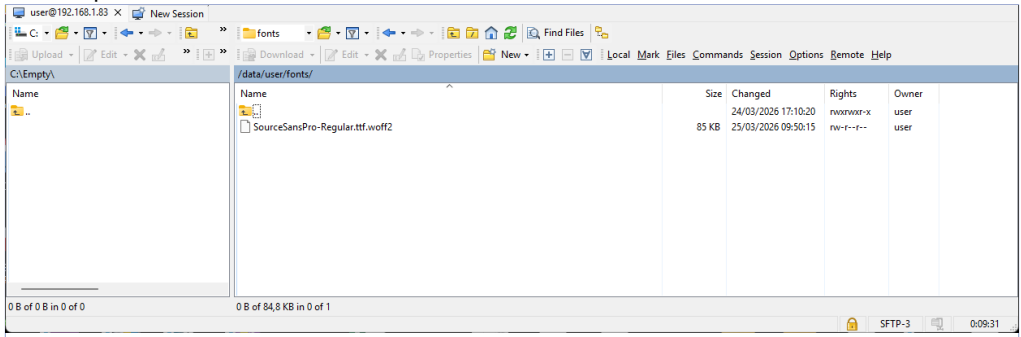 user@192.168.1.83 × New Session
C: » fonts Find Files
Upload Edit » » Download Edit Properties New Local Mark Files Commands Session Options Remote Help
C:\Empty\ /data/user/fonts/
Name Name Size Changed Rights Owner
.. .. 24/03/2026 17:10:20 rwxrwxr-x user
SourceSansPro-Regular.ttf.woff2 85 KB 25/03/2026 09:50:15 rw-r--r-- user
0 B of 0 B in 0 of 0 0 B of 84,8 KB in 0 of 1
SFTP-3 0:09:31